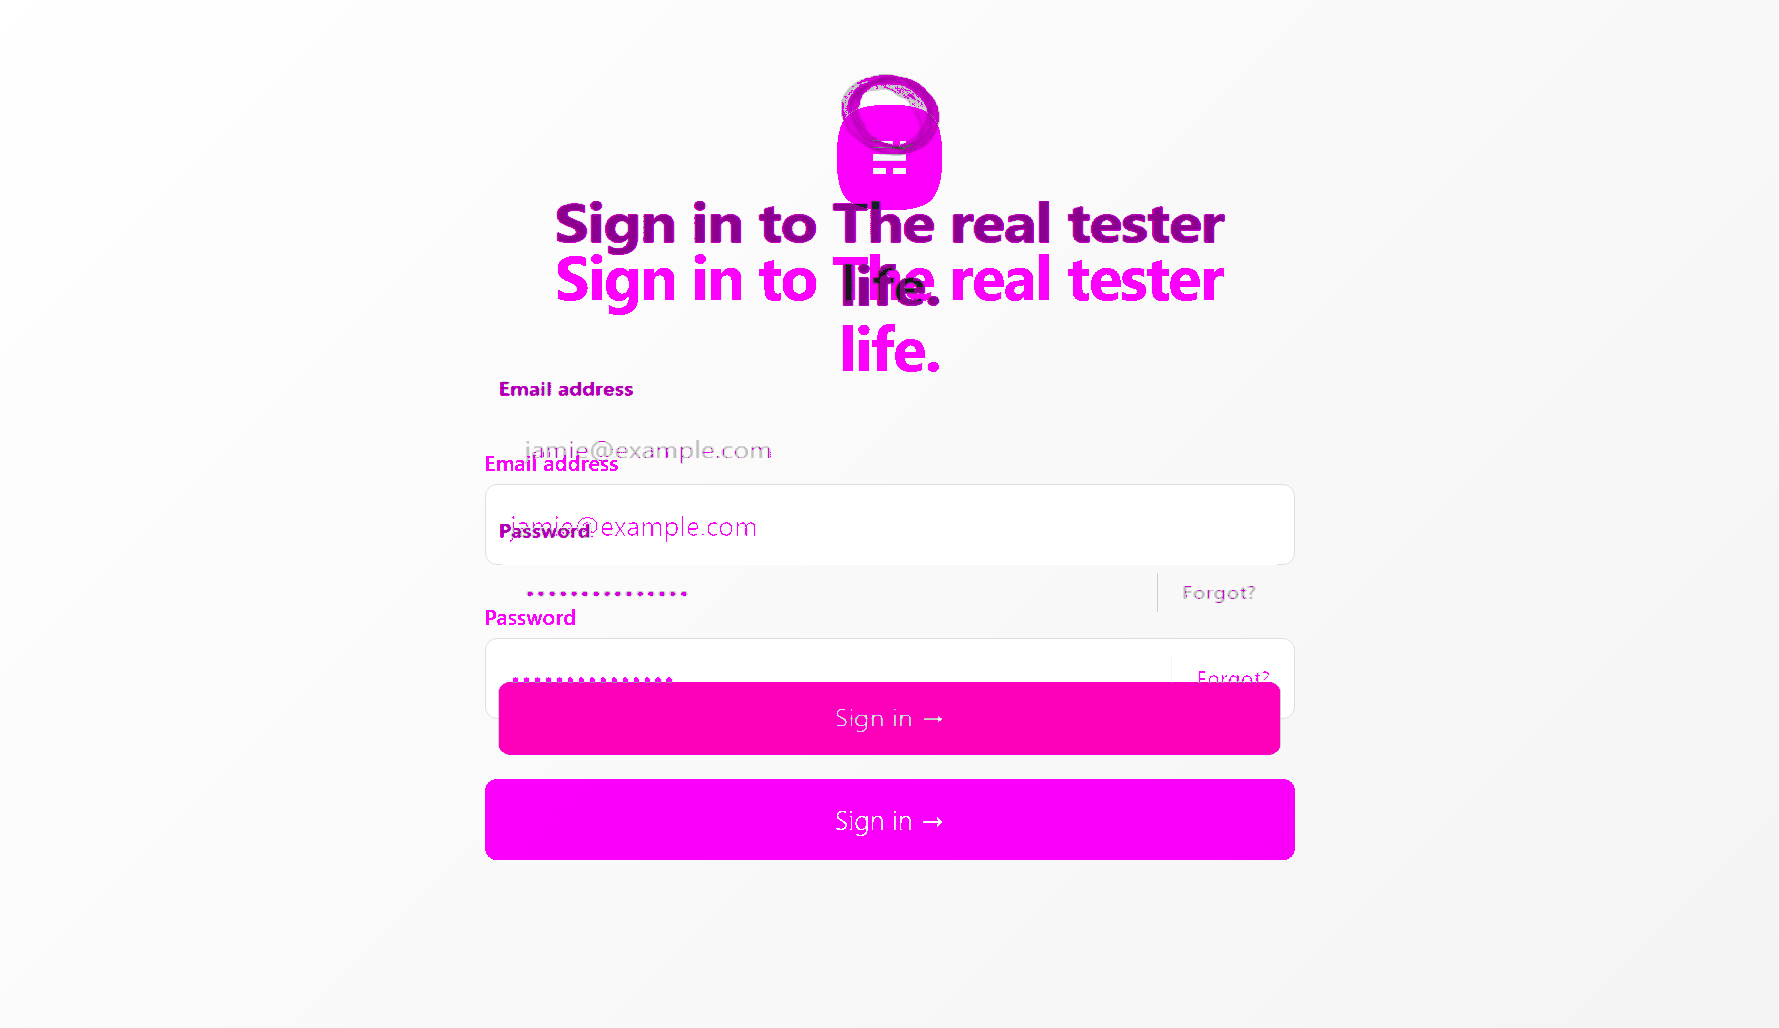 Sign in to The real tester
Sign in to The real tester
life.
life.
Email address
jamie@example.com
Email address
jamie@example.com
Password
Forgot?
Password
Forgot?
Sign in →
Sign in →